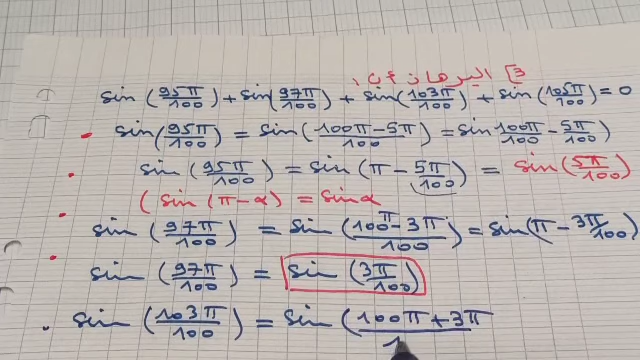 3] البرهان أن:
sin(95π/100) + sin(97π/100) + sin(103π/100) + sin(105π/100) = 0
• sin(95π/100) = sin((100π-5π)/100) = sin(100π/100 - 5π/100)
• sin(95π/100) = sin(π - 5π/100) = sin(5π/100)
(sin(π-α) = sinα
• sin(97π/100) = sin((100π-3π)/100) = sin(π - 3π/100)
• sin(97π/100) = sin(3π/100)
• sin(103π/100) = sin((100π+3π)/1